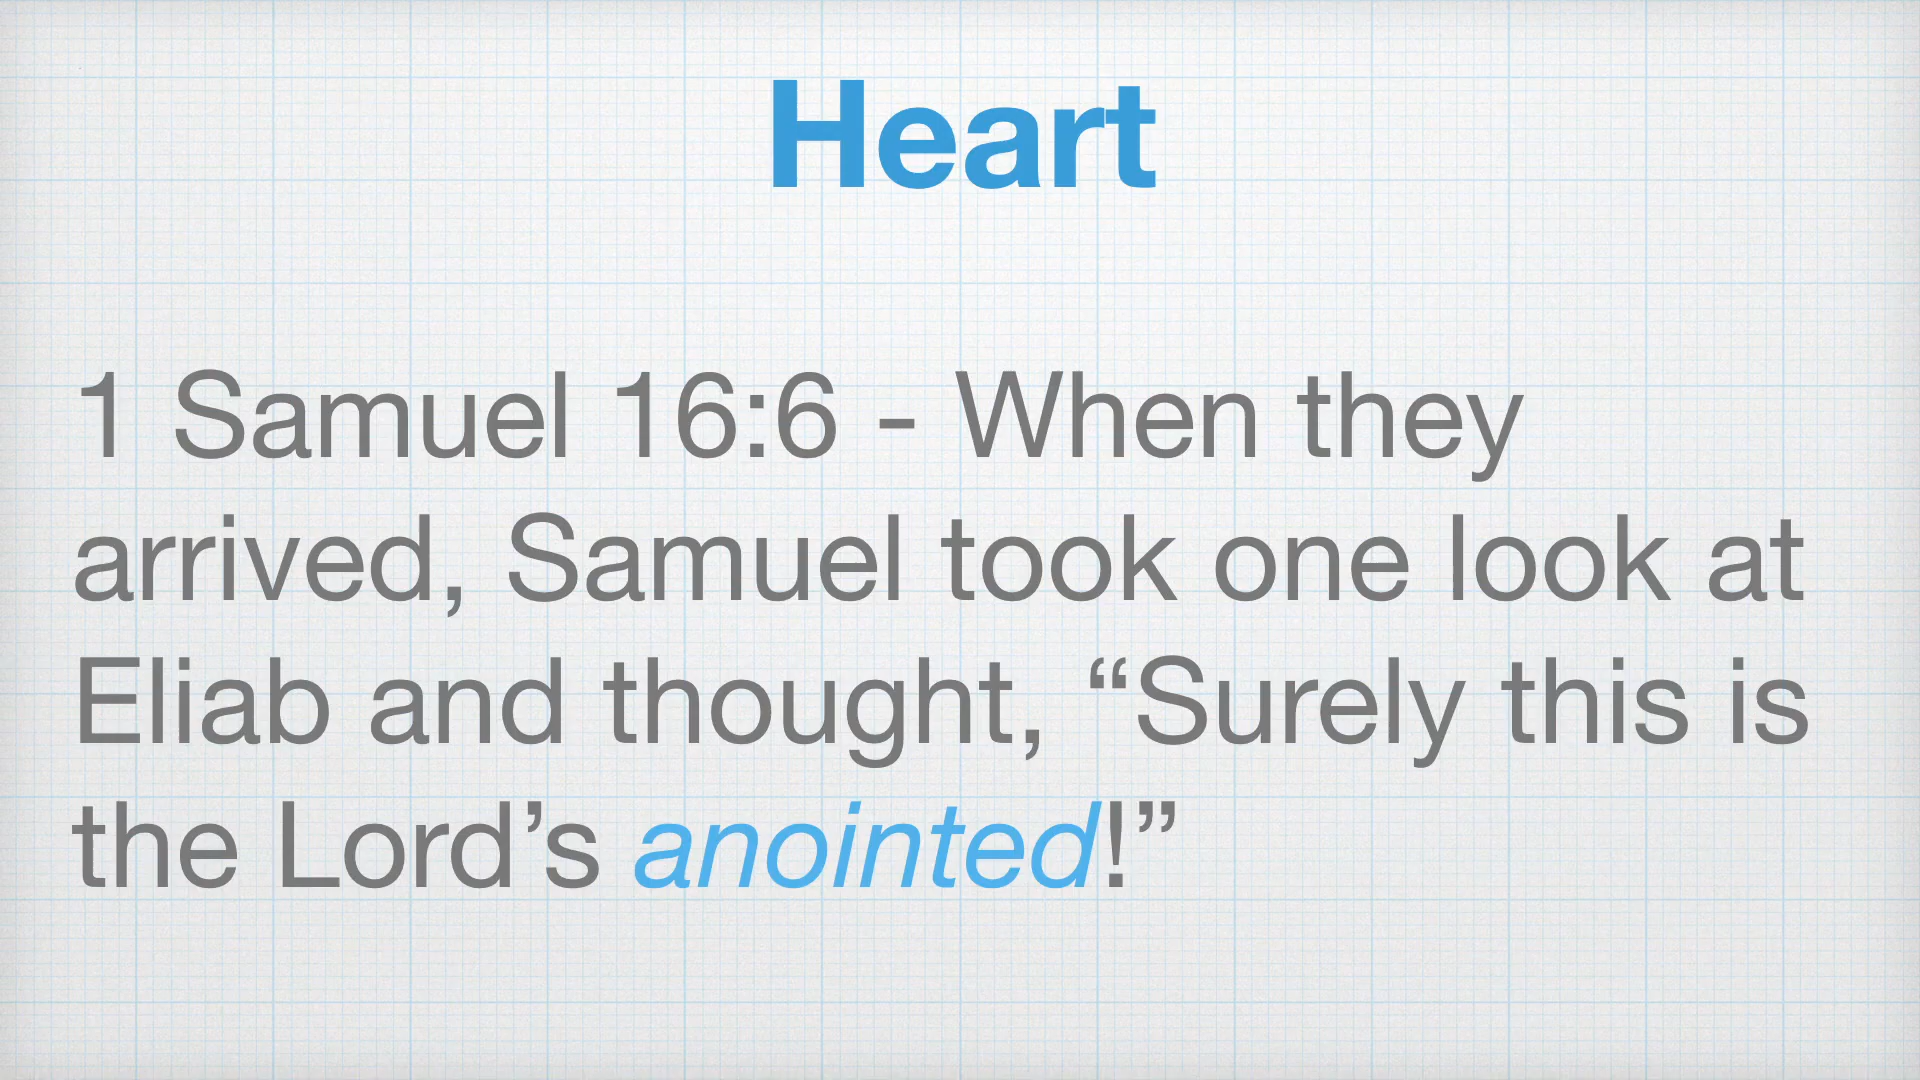 Heart
1 Samuel 16:6 - When they
arrived, Samuel took one look at
Eliab and thought, “Surely this is
the Lord’s anointed!”